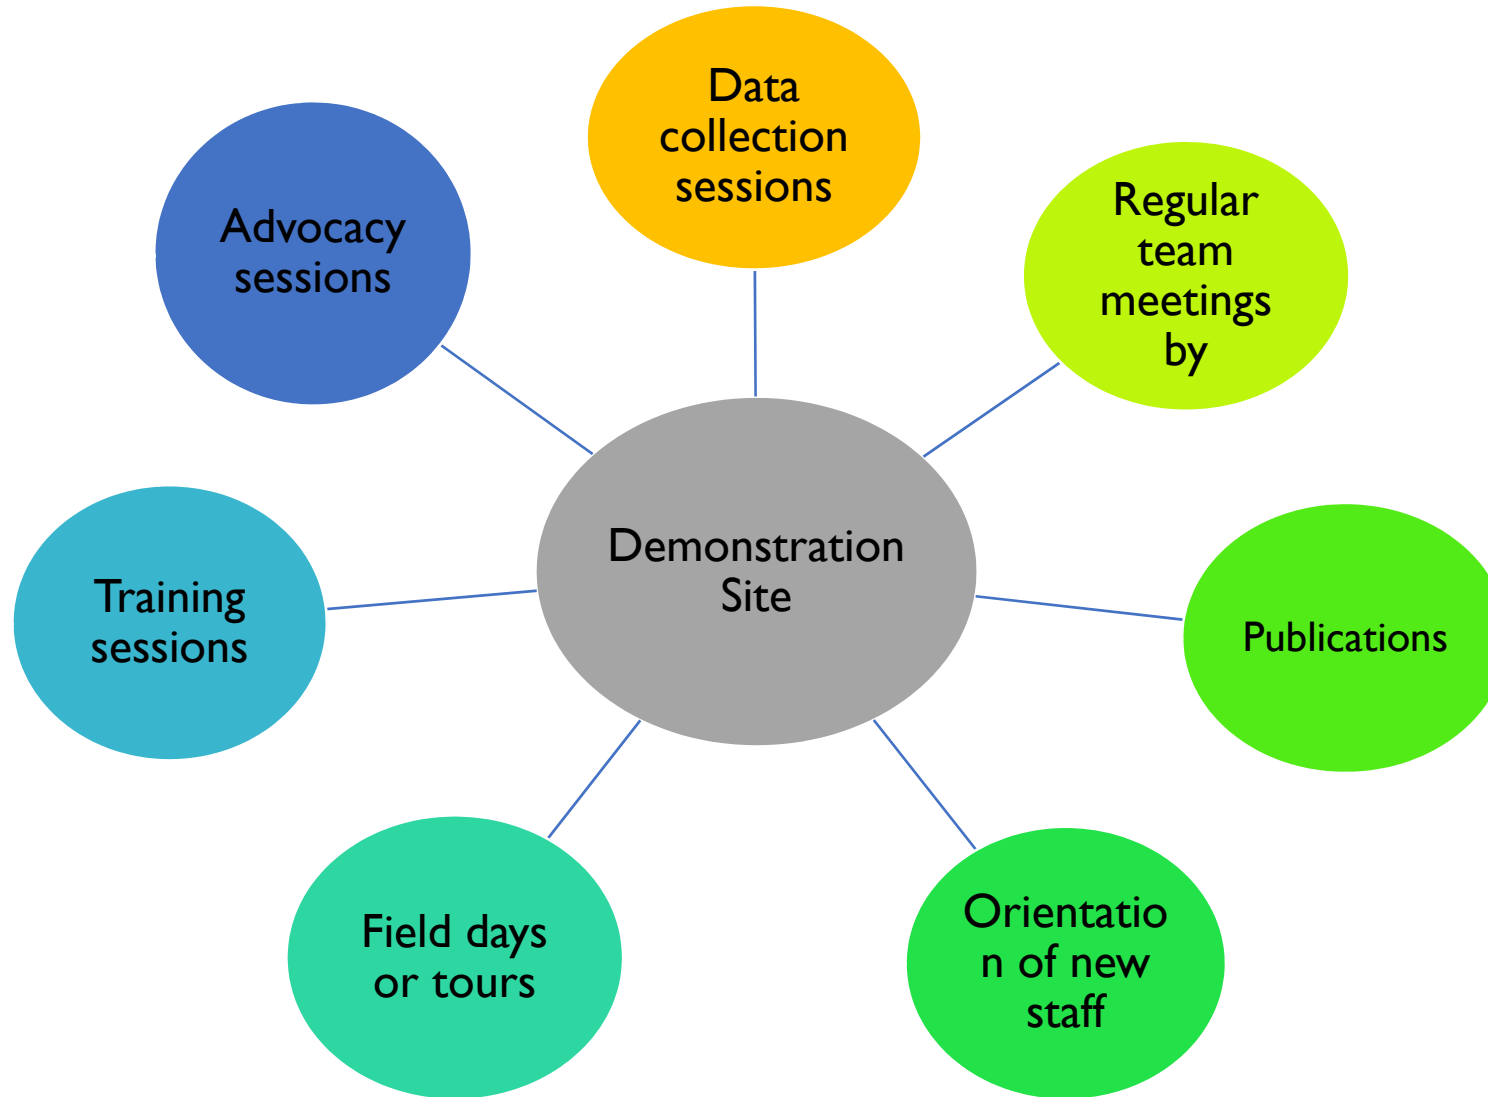 Data
collection
sessions
Regular
team
meetings
by
Publications
Orientatio
n of new
staff
Field days
or tours
Training
sessions
Advocacy
sessions
Demonstration
Site